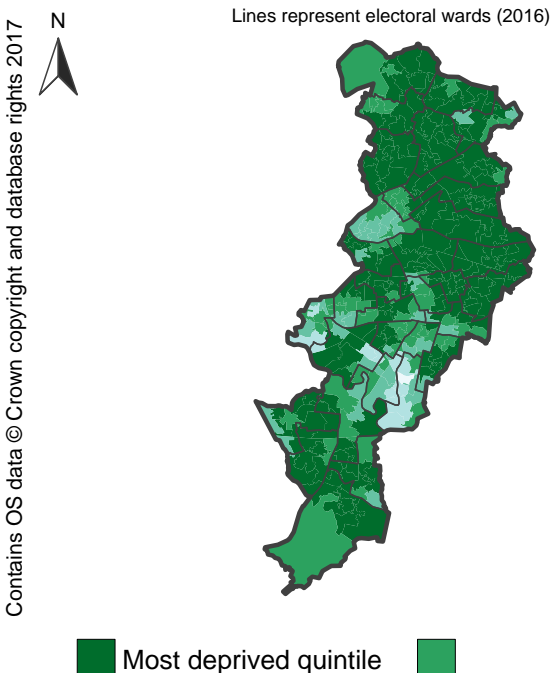 Lines represent electoral wards (2016)
N
Contains OS data © Crown copyright and database rights 2017
Most deprived quintile